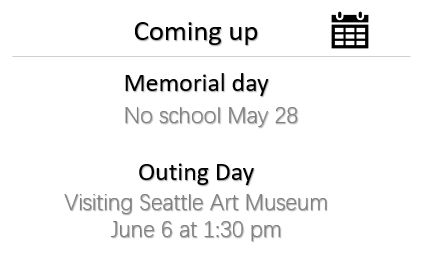 Coming up
Memorial day
No school May 28
Outing Day
Visiting Seattle Art Museum
June 6 at 1:30 pm